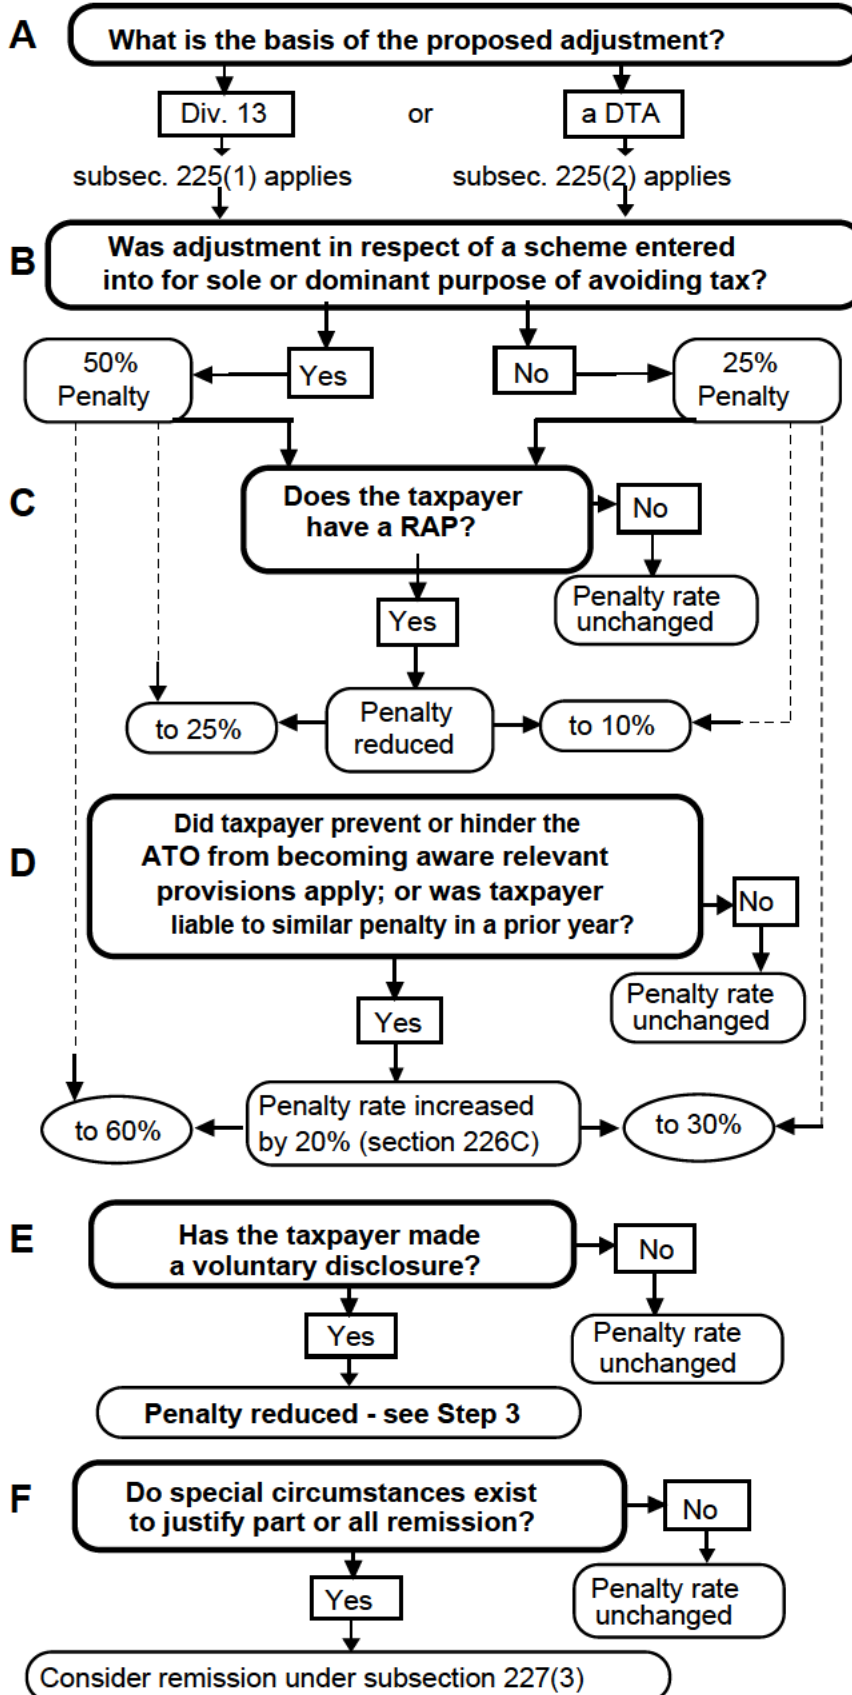 A
What is the basis of the proposed adjustment?
Div. 13
or
a DTA
subsec. 225(1) applies
subsec. 225(2) applies
B
Was adjustment in respect of a scheme entered
into for sole or dominant purpose of avoiding tax?
50%
Penalty
Yes
No
25%
Penalty
C
Does the taxpayer
have a RAP?
No
Penalty rate
unchanged
Yes
to 25%
Penalty
reduced
to 10%
D
Did taxpayer prevent or hinder the
ATO from becoming aware relevant
provisions apply; or was taxpayer
liable to similar penalty in a prior year?
No
Penalty rate
unchanged
Yes
to 60%
Penalty rate increased
by 20% (section 226C)
to 30%
E
Has the taxpayer made
a voluntary disclosure?
No
Penalty rate
unchanged
Yes
Penalty reduced - see Step 3
F
Do special circumstances exist
to justify part or all remission?
No
Penalty rate
unchanged
Yes
Consider remission under subsection 227(3)